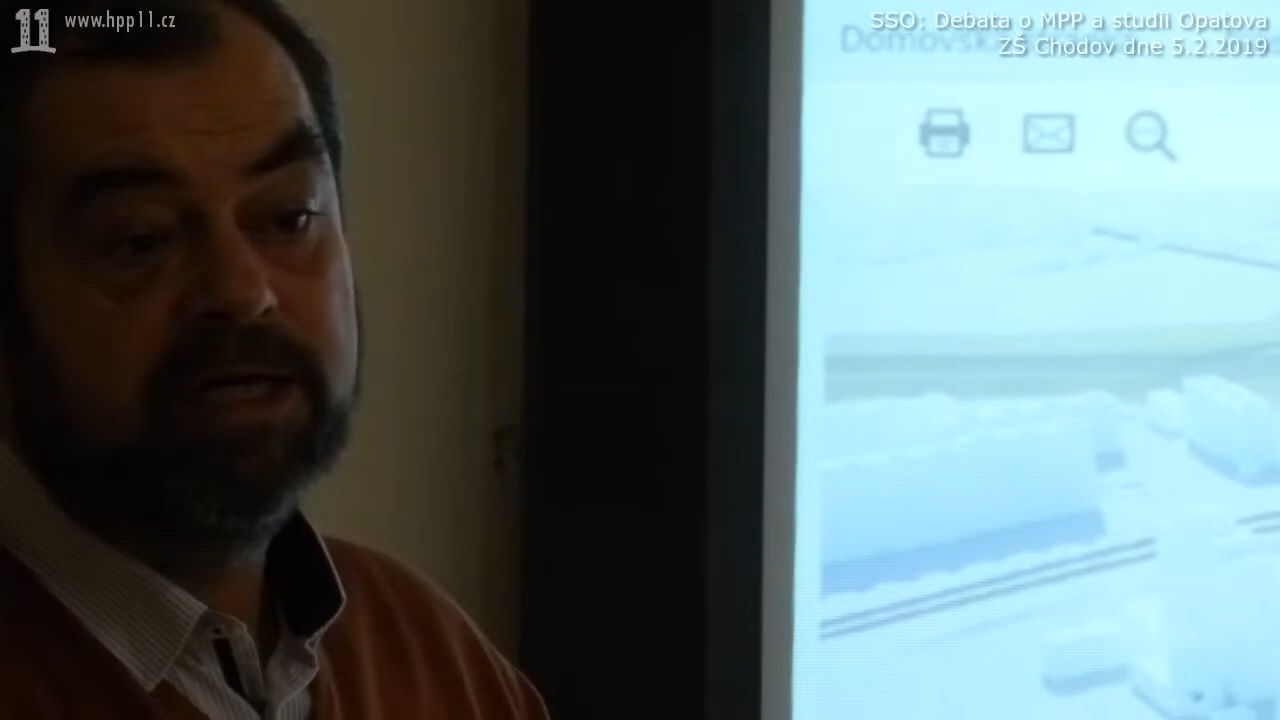 11 www.hpp11.cz
SSO: Debata o MPP a studii Opatova
ZŠ Chodov dne 5.2.2019